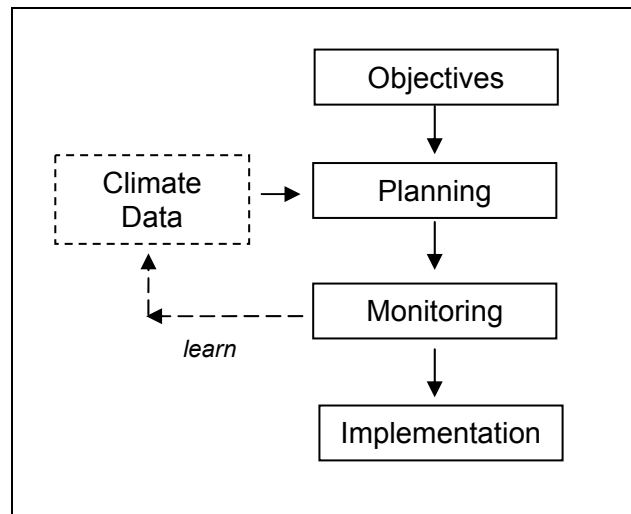 Objectives
Climate
Data
Planning
Monitoring
learn
Implementation